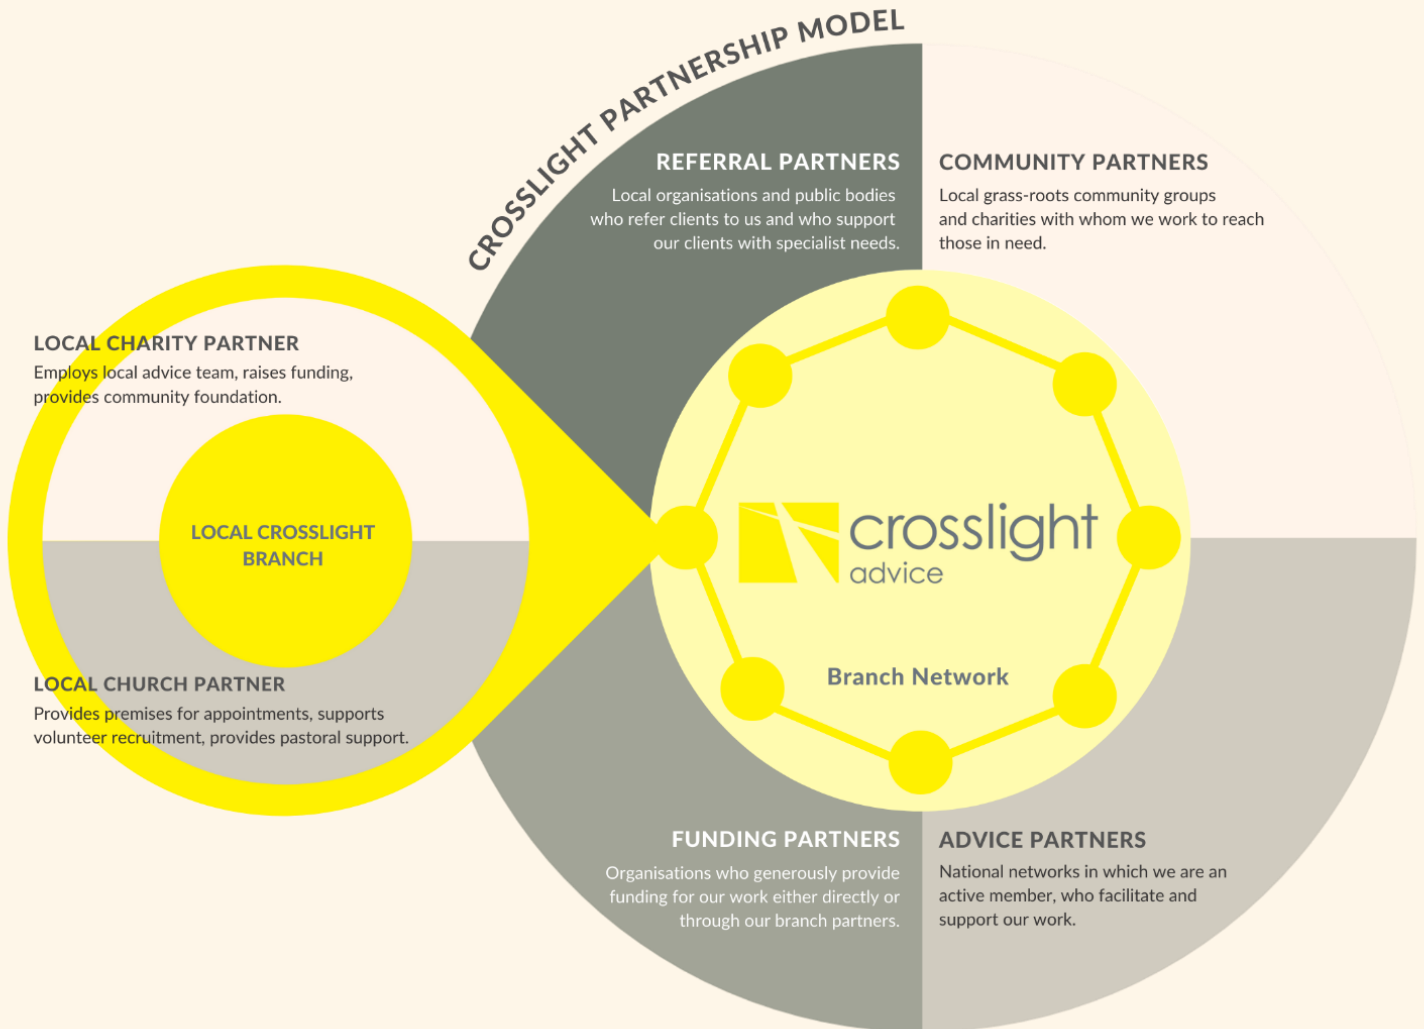 CROSSLIGHT PARTNERSHIP MODEL
REFERRAL PARTNERS
Local organisations and public bodies
who refer clients to us and who support
our clients with specialist needs.
COMMUNITY PARTNERS
Local grass-roots community groups
and charities with whom we work to reach
those in need.
LOCAL CHARITY PARTNER
Employs local advice team, raises funding,
provides community foundation.
LOCAL CROSSLIGHT
BRANCH
LOCAL CHURCH PARTNER
Provides premises for appointments, supports
volunteer recruitment, provides pastoral support.
crosslight
advice
Branch Network
FUNDING PARTNERS
Organisations who generously provide
funding for our work either directly or
through our branch partners.
ADVICE PARTNERS
National networks in which we are an
active member, who facilitate and
support our work.